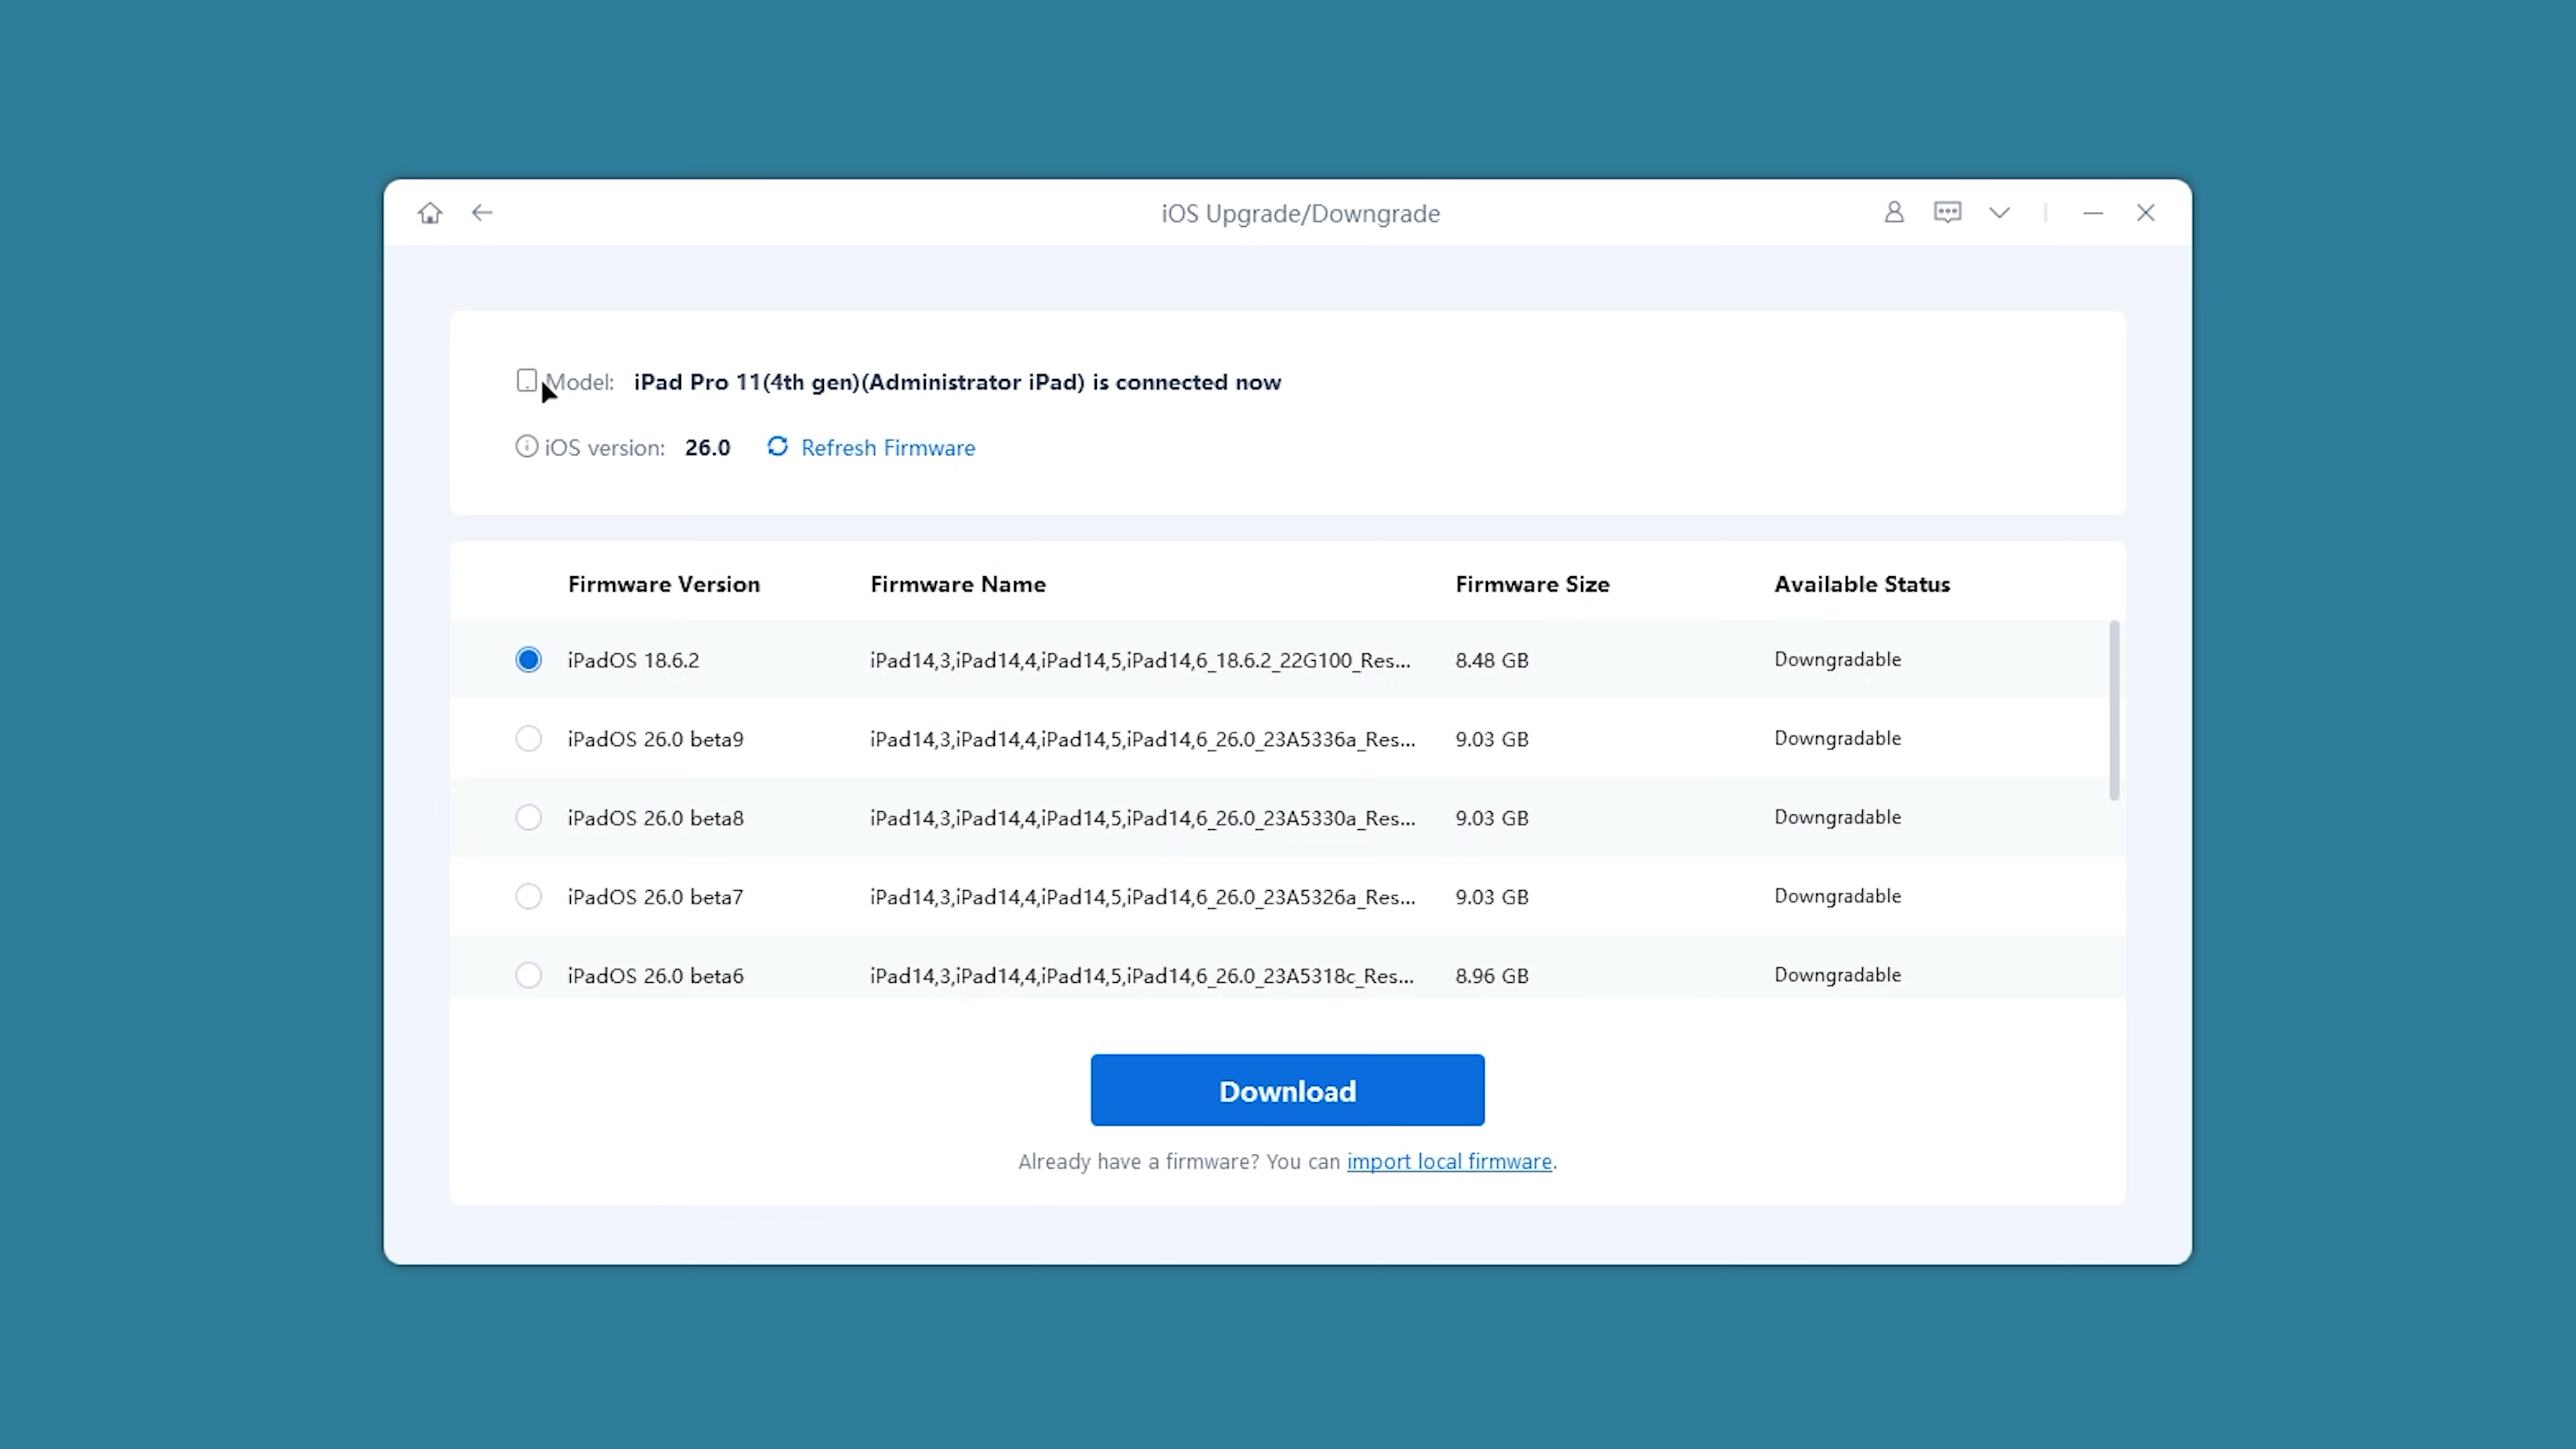 iOS Upgrade/Downgrade
Model: iPad Pro 11(4th gen)(Administrator iPad) is connected now
iOS version: 26.0 Refresh Firmware
Firmware Version Firmware Name Firmware Size Available Status
iPadOS 18.6.2 iPad14,3,iPad14,4,iPad14,5,iPad14,6_18.6.2_22G100_Res... 8.48 GB Downgradable
iPadOS 26.0 beta9 iPad14,3,iPad14,4,iPad14,5,iPad14,6_26.0_23A5336a_Res... 9.03 GB Downgradable
iPadOS 26.0 beta8 iPad14,3,iPad14,4,iPad14,5,iPad14,6_26.0_23A5330a_Res... 9.03 GB Downgradable
iPadOS 26.0 beta7 iPad14,3,iPad14,4,iPad14,5,iPad14,6_26.0_23A5326a_Res... 9.03 GB Downgradable
iPadOS 26.0 beta6 iPad14,3,iPad14,4,iPad14,5,iPad14,6_26.0_23A5318c_Res... 8.96 GB Downgradable
Download
Already have a firmware? You can import local firmware.